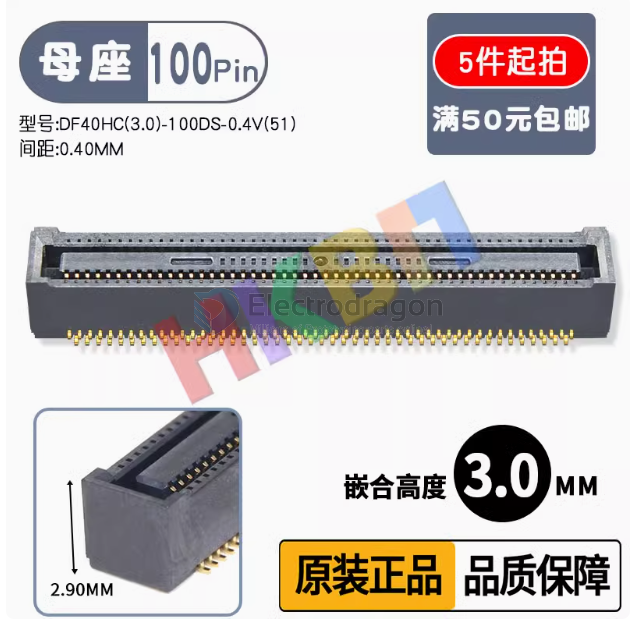 母座 100Pin
5件起拍
满50元包邮
型号:DF40HC(3.0)-100DS-0.4V(51)
间距:0.40MM
HKBN
Electrodragon
2.90MM
嵌合高度 3.0 MM
原装正品 品质保障